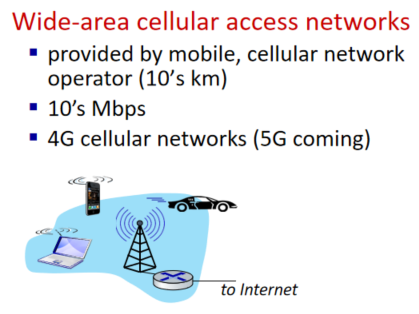 Wide-area cellular access networks
▪ provided by mobile, cellular network
operator (10's km)
▪ 10's Mbps
▪ 4G cellular networks (5G coming)
to Internet